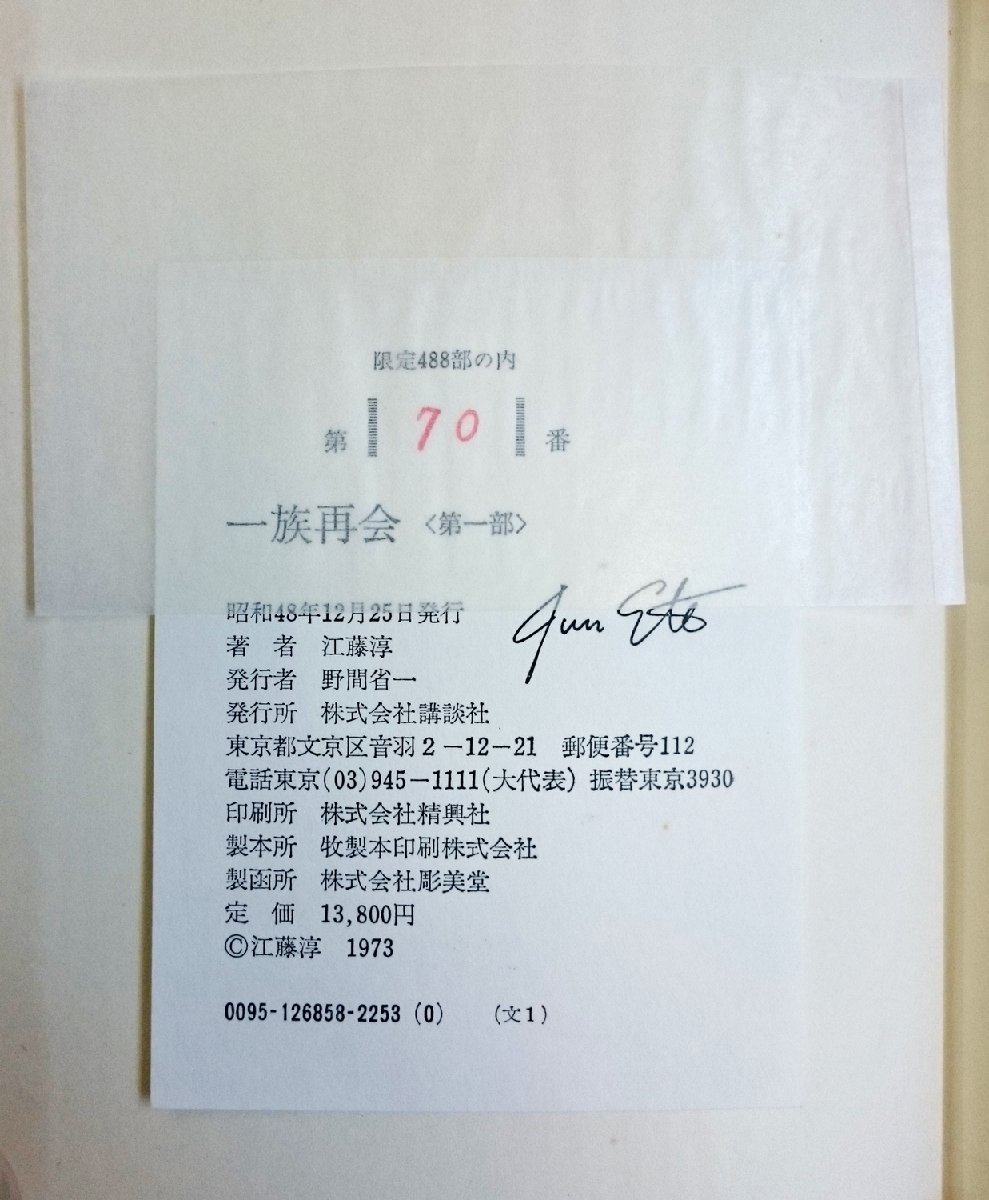 限定488部の内
第 70 番
一族再会 〈第一部〉
昭和48年12月25日発行
Jun Eto
著　者　江藤淳
発行者　野間省一
発行所　株式会社講談社
東京都文京区音羽2－12－21　郵便番号112
電話東京(03)945－1111(大代表)　振替東京3930
印刷所　株式会社精興社
製本所　牧製本印刷株式会社
製函所　株式会社彫美堂
定　価　13,800円
©江藤淳　1973
0095-126858-2253 (0)　　(文1)